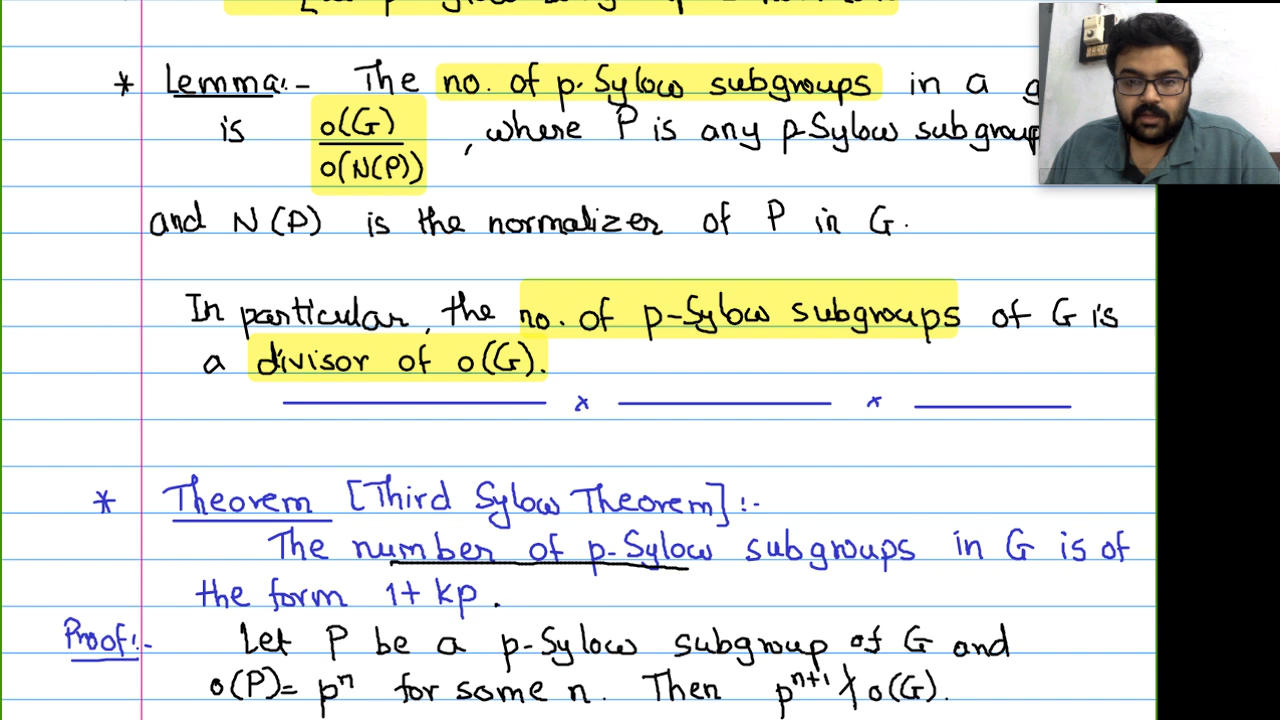 * Lemma:- The no. of p-Sylow subgroups in a
is o(G)/o(N(P)), where P is any p-Sylow subgroup
and N(P) is the normalizer of P in G.
In particular, the no. of p-Sylow subgroups of G is
a divisor of o(G).
x x
* Theorem [Third Sylow Theorem]:-
The number of p-Sylow subgroups in G is of
the form 1+kp.
Proof:- Let P be a p-Sylow subgroup of G and
o(P)= pⁿ for some n. Then pⁿ⁺¹ ∤ o(G).